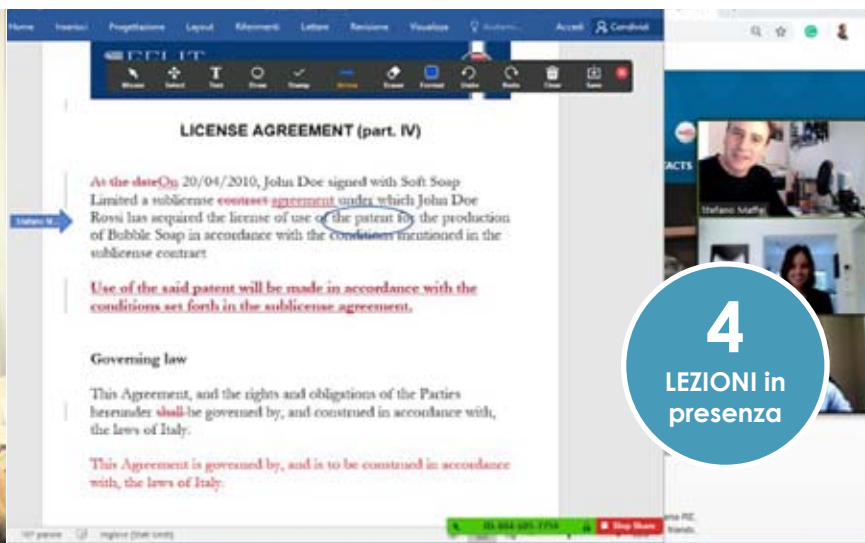 Home Inserisci Progettazione Layout Riferimenti Lettere Revisione Visualizza Accedi Condividi
EFLIT
Mouse Select Text Draw Stamp Arrow Eraser Format Undo Redo Clear Save
LICENSE AGREEMENT (part. IV)
As the dateOn 20/04/2010, John Doe signed with Soft Soap
Limited a sublicense contract agreement under which John Doe
Rossi has acquired the license of use of the patent for the production
of Bubble Soap in accordance with the conditions mentioned in the
sublicense contract
Use of the said patent will be made in accordance with the
conditions set forth in the sublicense agreement.
Governing law
This Agreement, and the rights and obligations of the Parties
hereunder shall be governed by, and construed in accordance with,
the laws of Italy.
This Agreement is governed by, and is to be construed in accordance
with, the laws of Italy.
Stefano M...
ACTS
Stefano Maffei
4
LEZIONI in
presenza
Stop Share
friends.